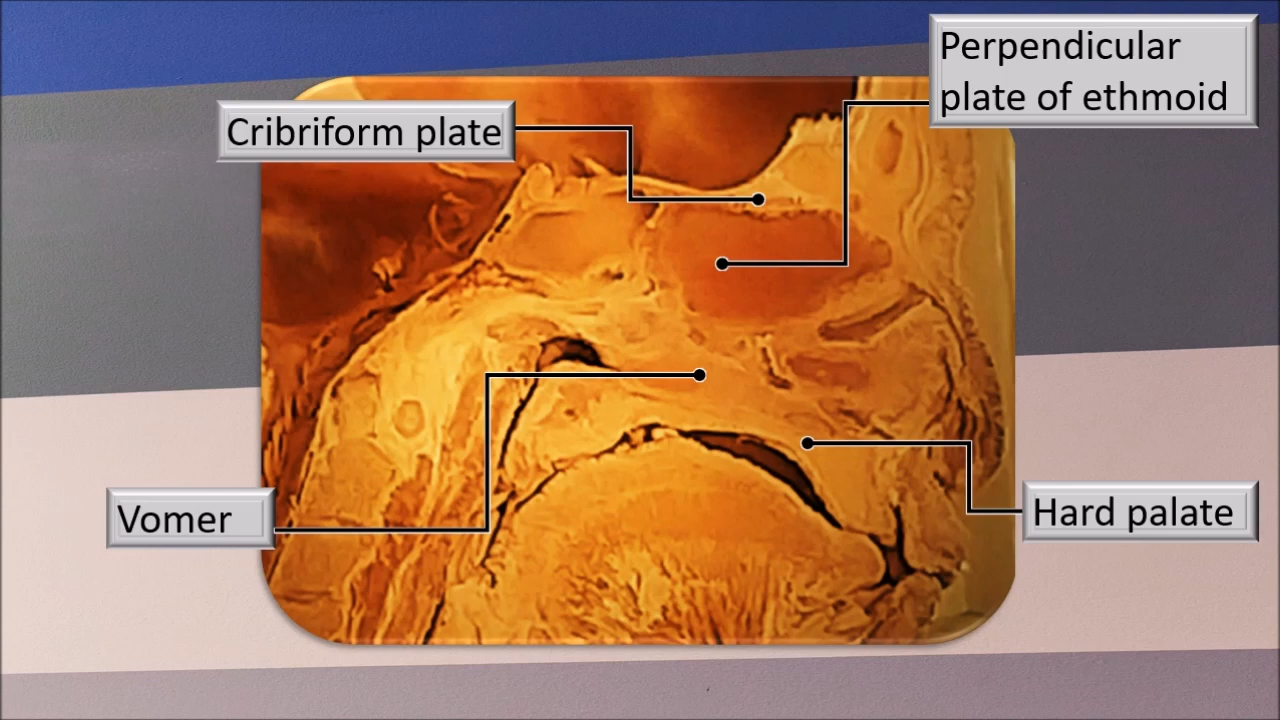 Perpendicular
plate of ethmoid
Cribriform plate
Vomer
Hard palate